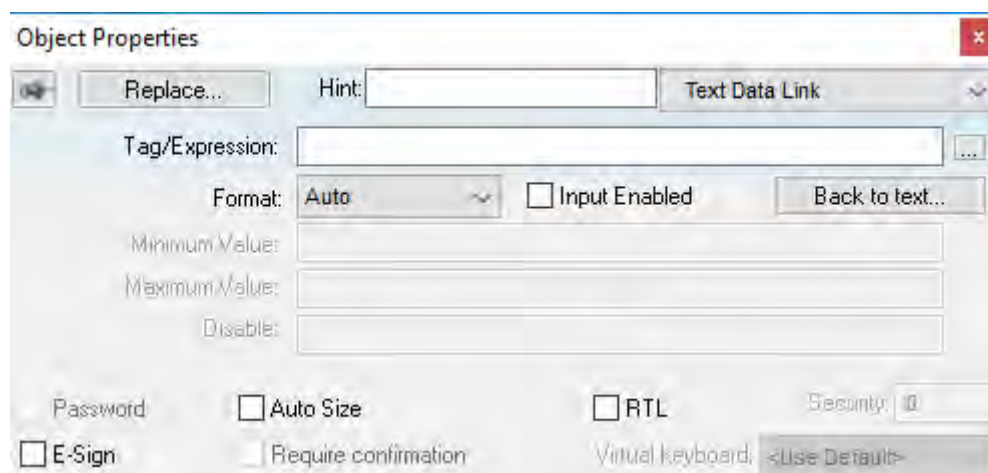 Object Properties
Replace... Hint: Text Data Link
Tag/Expression: ...
Format: Auto Input Enabled Back to text...
Minimum Value:
Maximum Value:
Disable:
Password Auto Size RTL Security: 0
E-Sign Require confirmation Virtual keyboard: <Use Default>